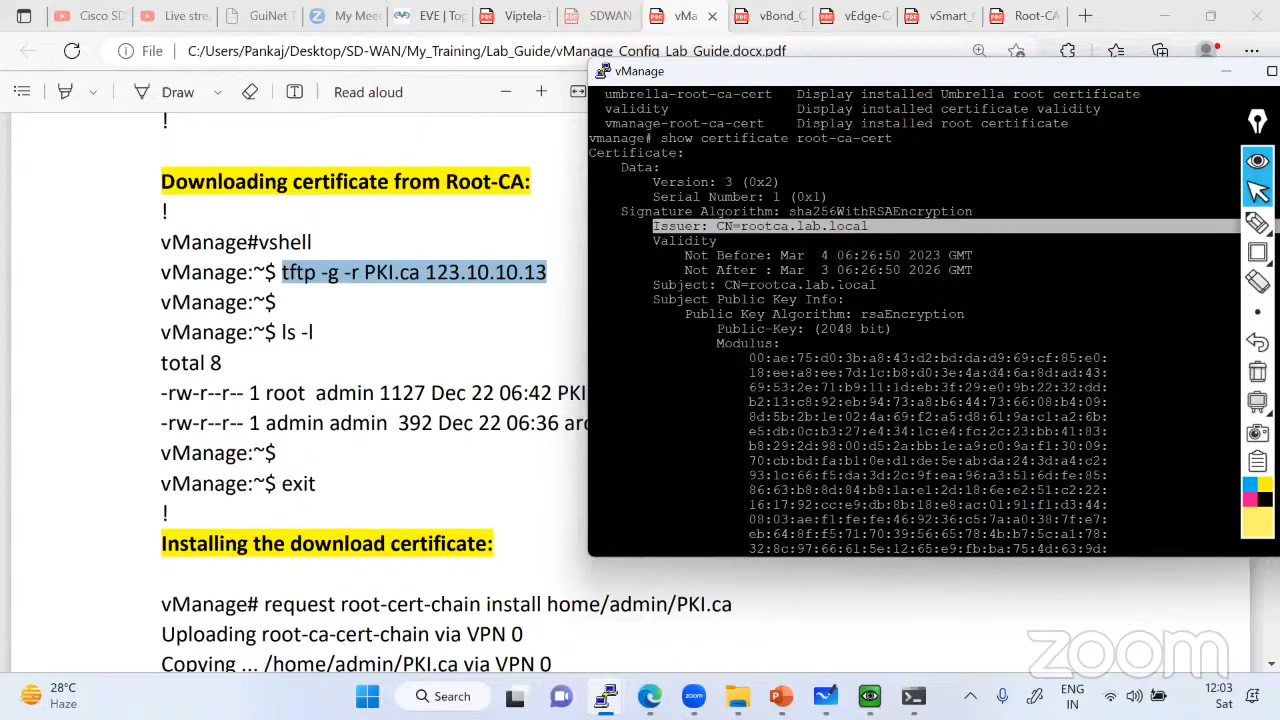 Cisco
Cisco
Lab To
GuiNet
Zoom Me
EVE | Top
Viptela-
SDWAN
vMa
vBond_C
vEdge-C
vSmart_(
Root-CA
File
C:/Users/Pankaj/Desktop/SD-WAN/My_Training/Lab_Guide/vManage_Config_Lab_Guide.docx.pdf
Draw
Read aloud
!
Downloading certificate from Root-CA:
!
vManage#vshell
vManage:~$ tftp -g -r PKI.ca 123.10.10.13
vManage:~$
vManage:~$ ls -l
total 8
-rw-r--r-- 1 root  admin 1127 Dec 22 06:42 PKI
-rw-r--r-- 1 admin admin  392 Dec 22 06:36 arc
vManage:~$
vManage:~$ exit
!
Installing the download certificate:
vManage# request root-cert-chain install home/admin/PKI.ca
Uploading root-ca-cert-chain via VPN 0
Copying ... /home/admin/PKI.ca via VPN 0
vManage
umbrella-root-ca-cert   Display installed Umbrella root certificate
validity                Display installed certificate validity
vmanage-root-ca-cert    Display installed root certificate
vmanage# show certificate root-ca-cert
Certificate:
Data:
Version: 3 (0x2)
Serial Number: 1 (0x1)
Signature Algorithm: sha256WithRSAEncryption
Issuer: CN=rootca.lab.local
Validity
Not Before: Mar  4 06:26:50 2023 GMT
Not After : Mar  3 06:26:50 2026 GMT
Subject: CN=rootca.lab.local
Subject Public Key Info:
Public Key Algorithm: rsaEncryption
Public-Key: (2048 bit)
Modulus:
00:ae:75:d0:3b:a8:43:d2:bd:da:d9:69:cf:85:e0:
18:ee:a8:ee:7d:1c:b8:d0:3e:4a:d4:6a:8d:ad:43:
69:53:2e:71:b9:11:1d:eb:3f:29:e0:9b:22:32:dd:
b2:13:c8:92:eb:94:73:a8:b6:44:73:66:08:b4:09:
8d:5b:2b:1e:02:4a:69:f2:a5:d8:61:9a:c1:a2:6b:
e5:db:0c:b3:27:e4:34:1c:e4:fc:2c:23:bb:41:83:
b8:29:2d:98:00:d5:2a:bb:1e:a9:c0:9a:f1:30:09:
70:cb:bd:fa:b1:0e:d1:de:5e:ab:da:24:3d:a4:c2:
93:1c:66:f5:da:3d:2c:9f:ea:96:a3:51:6d:fe:85:
86:63:b8:8d:84:b8:1a:e1:2d:18:6e:e2:51:c2:22:
16:17:92:cc:e9:db:8b:18:e8:ac:01:91:f1:d3:44:
08:03:ae:f1:fe:fe:46:92:36:c5:7a:a0:38:7f:e7:
eb:64:8f:f5:71:70:39:56:65:78:4b:b7:5c:a1:78:
32:8c:97:66:61:5e:12:65:e9:fb:ba:75:4d:63:9d:
zoom
28°C
Haze
Search
zoom
ENG
IN
12:03
Sat